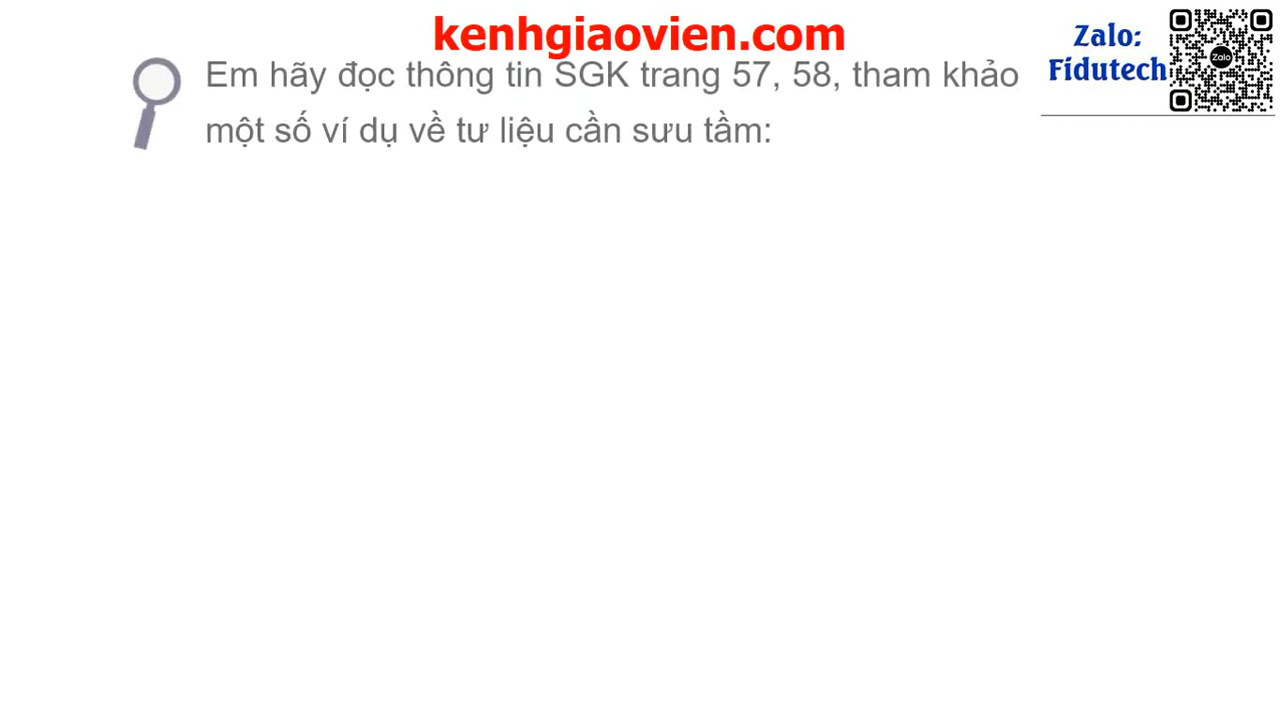 kenhgiaovien.com
Zalo:
Fidutech
Zalo
Em hãy đọc thông tin SGK trang 57, 58, tham khảo
một số ví dụ về tư liệu cần sưu tầm: